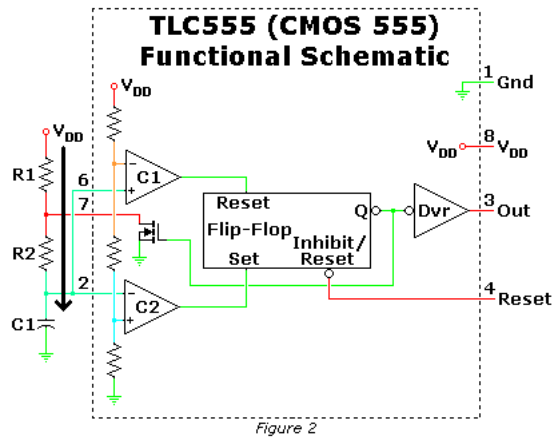 TLC555 (CMOS 555)
Functional Schematic
VDD
1
Gnd
VDD
8
VDD
VDD
R1
6
-
+
C1
7
Reset
Q
Dvr
3
Out
Flip-Flop
Inhibit/
Reset
R2
Set
2
-
+
C2
4
Reset
C1
Figure 2